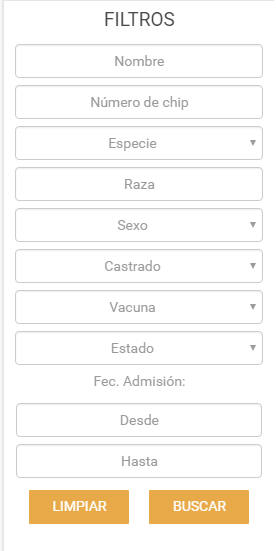 FILTROS
Nombre
Número de chip
Especie
Raza
Sexo
Castrado
Vacuna
Estado
Fec. Admisión:
Desde
Hasta
LIMPIAR BUSCAR